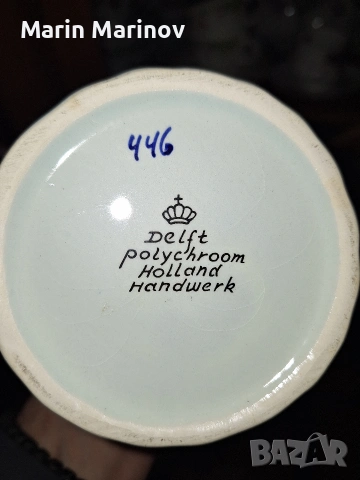 Marin Marinov
446
Delft
polychroom
Holland
Handwerk
BAZAR